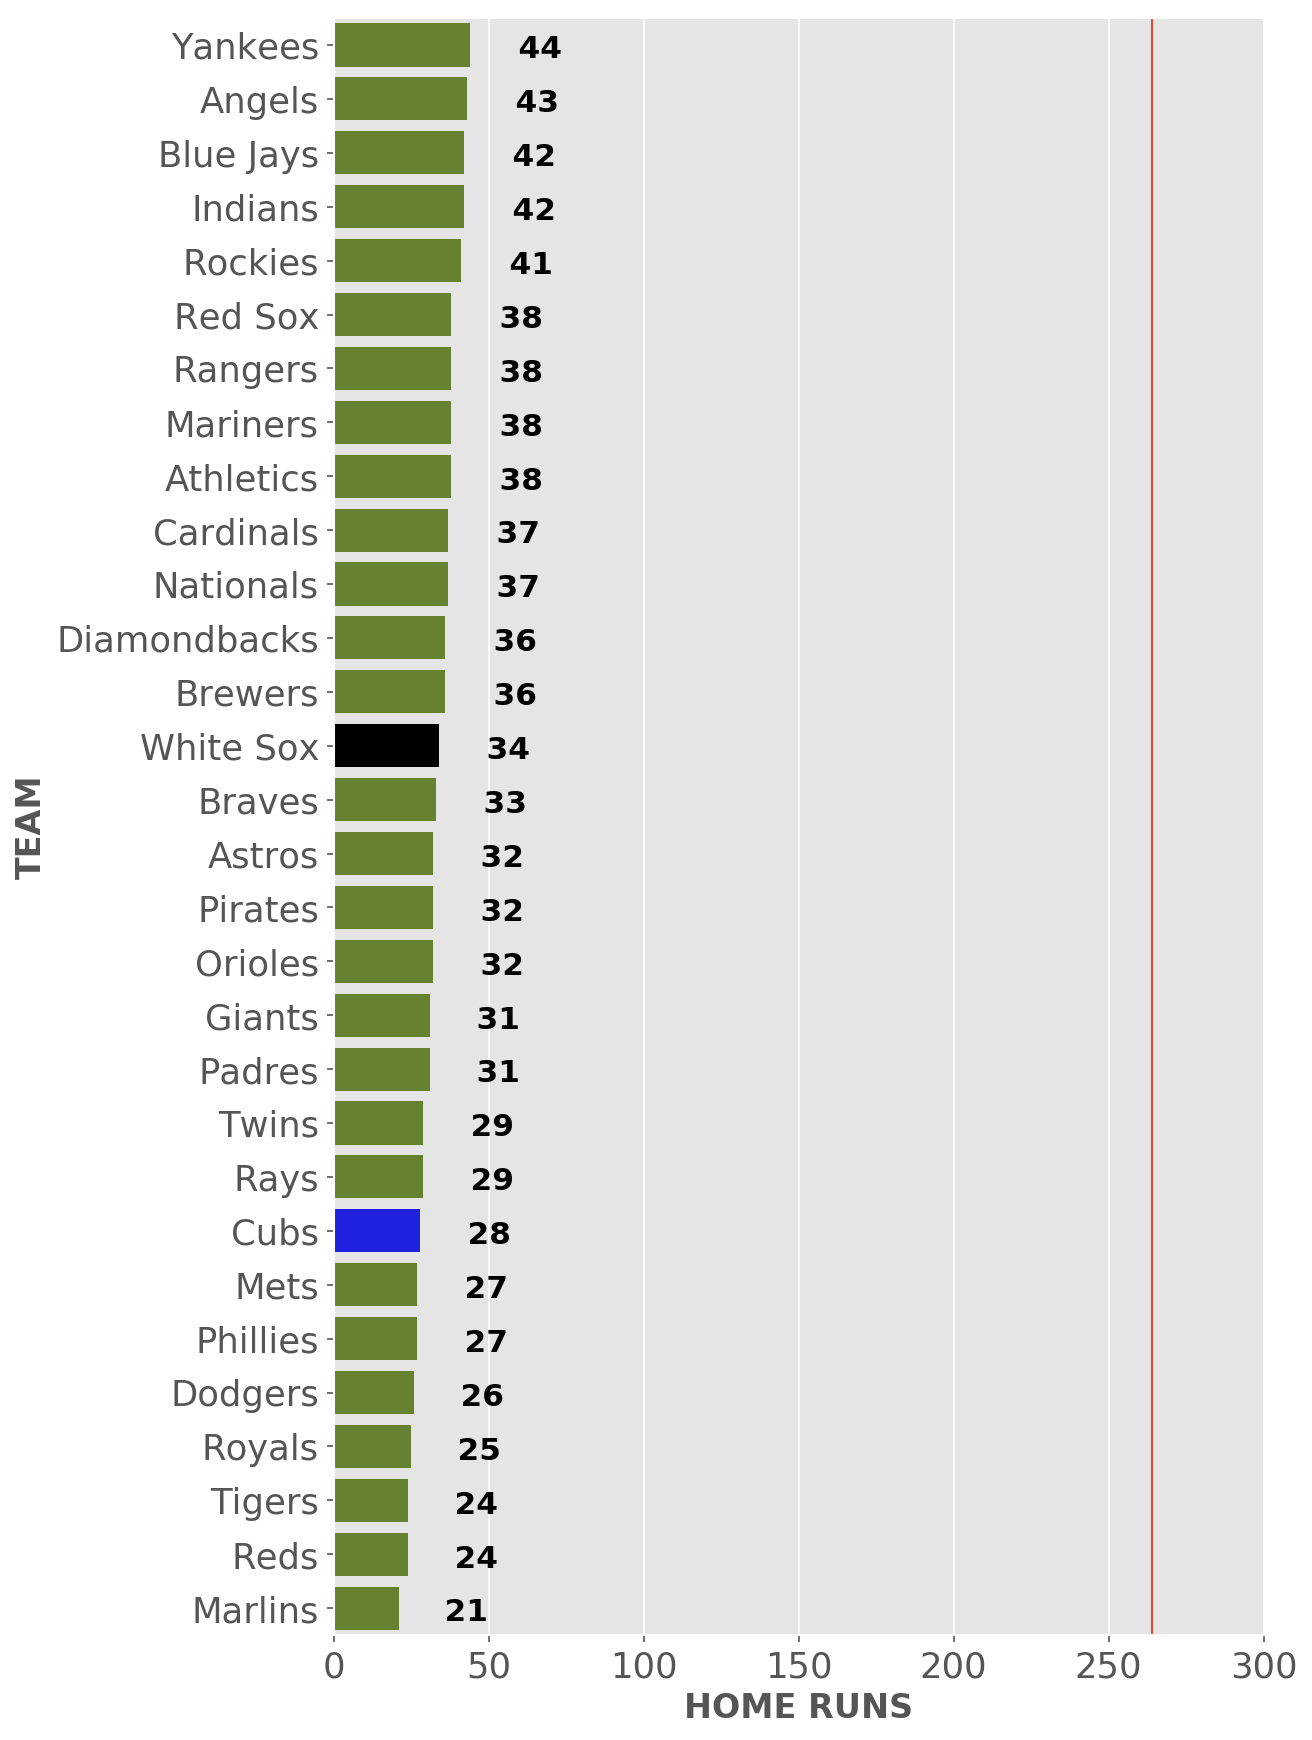 Yankees 44
Angels 43
Blue Jays 42
Indians 42
Rockies 41
Red Sox 38
Rangers 38
Mariners 38
Athletics 38
Cardinals 37
Nationals 37
Diamondbacks 36
Brewers 36
White Sox 34
Braves 33
Astros 32
Pirates 32
Orioles 32
Giants 31
Padres 31
Twins 29
Rays 29
Cubs 28
Mets 27
Phillies 27
Dodgers 26
Royals 25
Tigers 24
Reds 24
Marlins 21
TEAM
0 50 100 150 200 250 300
HOME RUNS